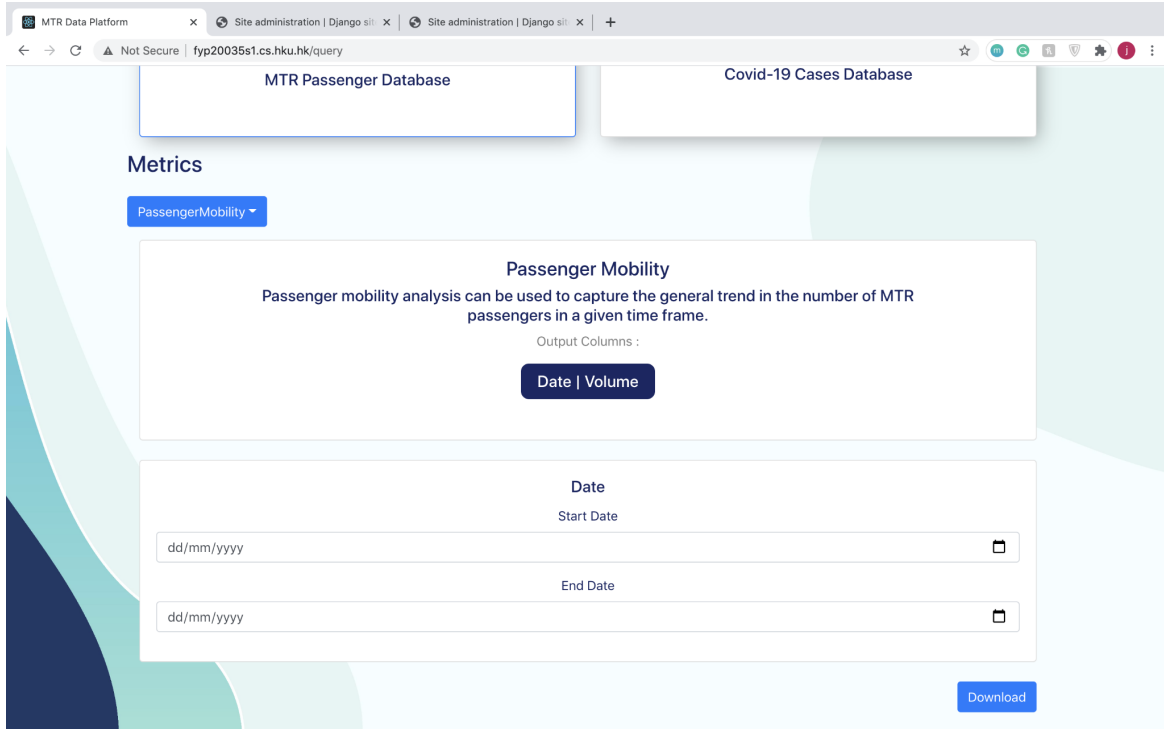 MTR Data Platform
Site administration | Django sit
Site administration | Django sit
Not Secure | fyp20035s1.cs.hku.hk/query
MTR Passenger Database
Covid-19 Cases Database
Metrics
PassengerMobility
Passenger Mobility
Passenger mobility analysis can be used to capture the general trend in the number of MTR
passengers in a given time frame.
Output Columns :
Date | Volume
Date
Start Date
dd/mm/yyyy
End Date
dd/mm/yyyy
Download